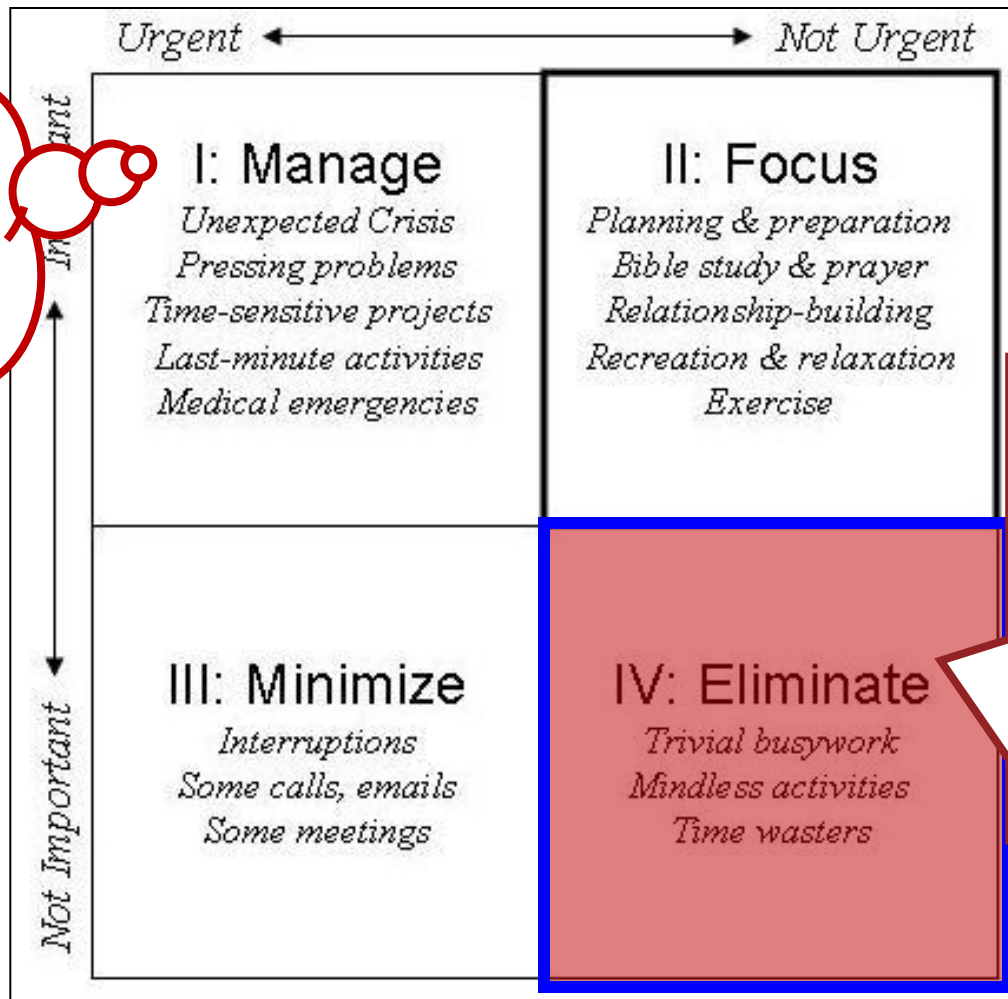 Urgent
Not Urgent
I: Manage
Unexpected Crisis
Pressing problems
Time-sensitive projects
Last-minute activities
Medical emergencies
II: Focus
Planning & preparation
Bible study & prayer
Relationship-building
Recreation & relaxation
Exercise
Not Important
III: Minimize
Interruptions
Some calls, emails
Some meetings
IV: Eliminate
Trivial busywork
Mindless activities
Time wasters